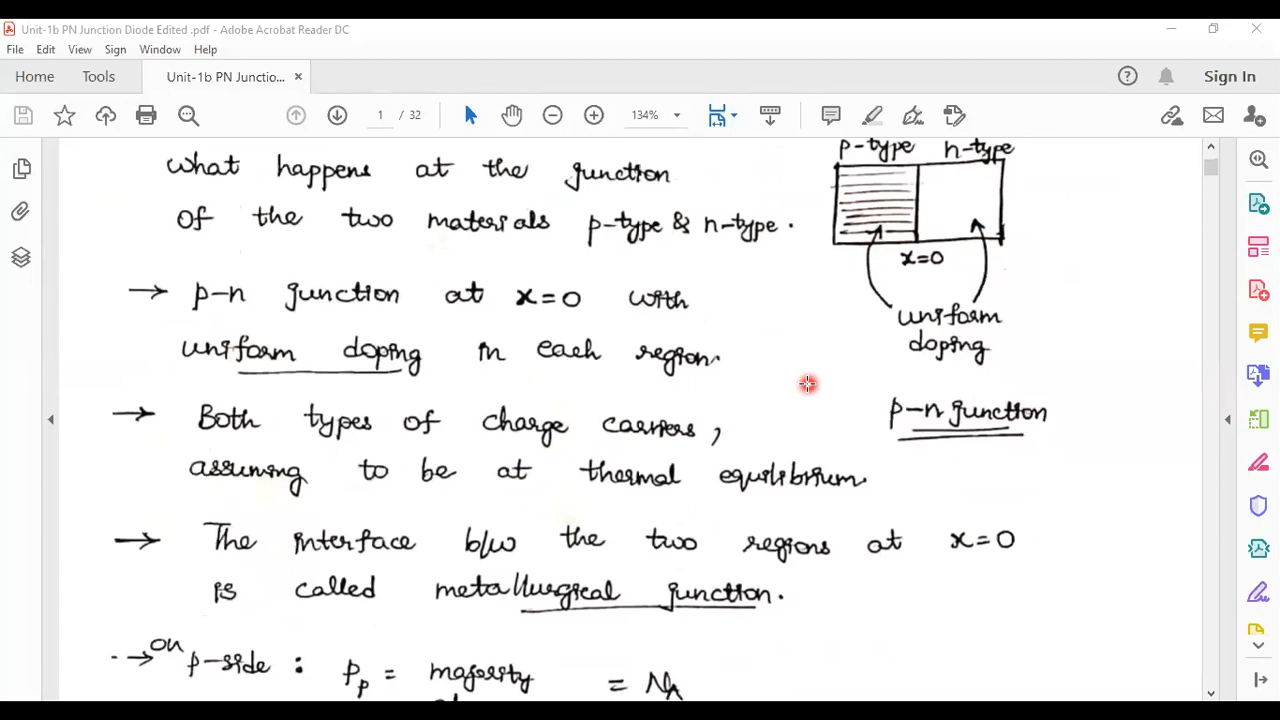 Unit-1b PN Junction Diode Edited .pdf - Adobe Acrobat Reader DC
File Edit View Sign Window Help
Home Tools Unit-1b PN Junctio... × Sign In
1 / 32 134%
p-type n-type
what happens at the junction
of the two materials p-type & n-type.
x=0
→ p-n junction at x=0 with
uniform doping in each region.
uniform
doping
p-n junction
→ Both types of charge carriers,
assuming to be at thermal equilibrium.
→ The interface b/w the two regions at x=0
is called metallurgical junction.
→ on p-side : Pp = majority = NA